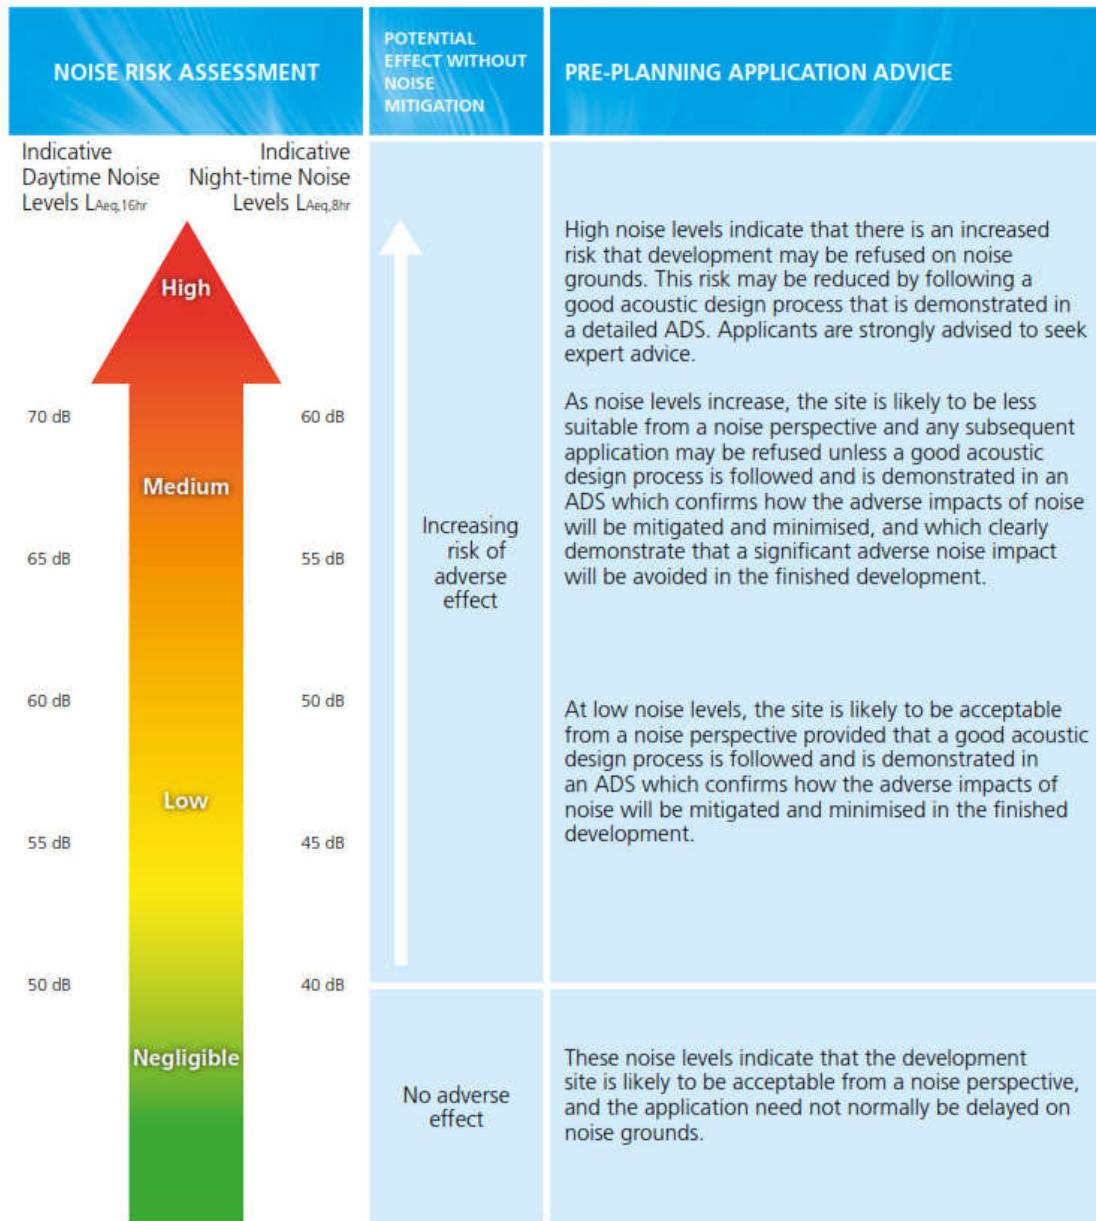 NOISE RISK ASSESSMENT
POTENTIAL
EFFECT WITHOUT
NOISE
MITIGATION
PRE-PLANNING APPLICATION ADVICE
Indicative
Daytime Noise
Levels LAeq,16hr
Indicative
Night-time Noise
Levels LAeq,8hr
High
70 dB
60 dB
Medium
65 dB
55 dB
60 dB
50 dB
Low
55 dB
45 dB
50 dB
40 dB
Negligible
Increasing
risk of
adverse
effect
No adverse
effect
High noise levels indicate that there is an increased
risk that development may be refused on noise
grounds. This risk may be reduced by following a
good acoustic design process that is demonstrated in
a detailed ADS. Applicants are strongly advised to seek
expert advice.
As noise levels increase, the site is likely to be less
suitable from a noise perspective and any subsequent
application may be refused unless a good acoustic
design process is followed and is demonstrated in an
ADS which confirms how the adverse impacts of noise
will be mitigated and minimised, and which clearly
demonstrate that a significant adverse noise impact
will be avoided in the finished development.
At low noise levels, the site is likely to be acceptable
from a noise perspective provided that a good acoustic
design process is followed and is demonstrated in
an ADS which confirms how the adverse impacts of
noise will be mitigated and minimised in the finished
development.
These noise levels indicate that the development
site is likely to be acceptable from a noise perspective,
and the application need not normally be delayed on
noise grounds.